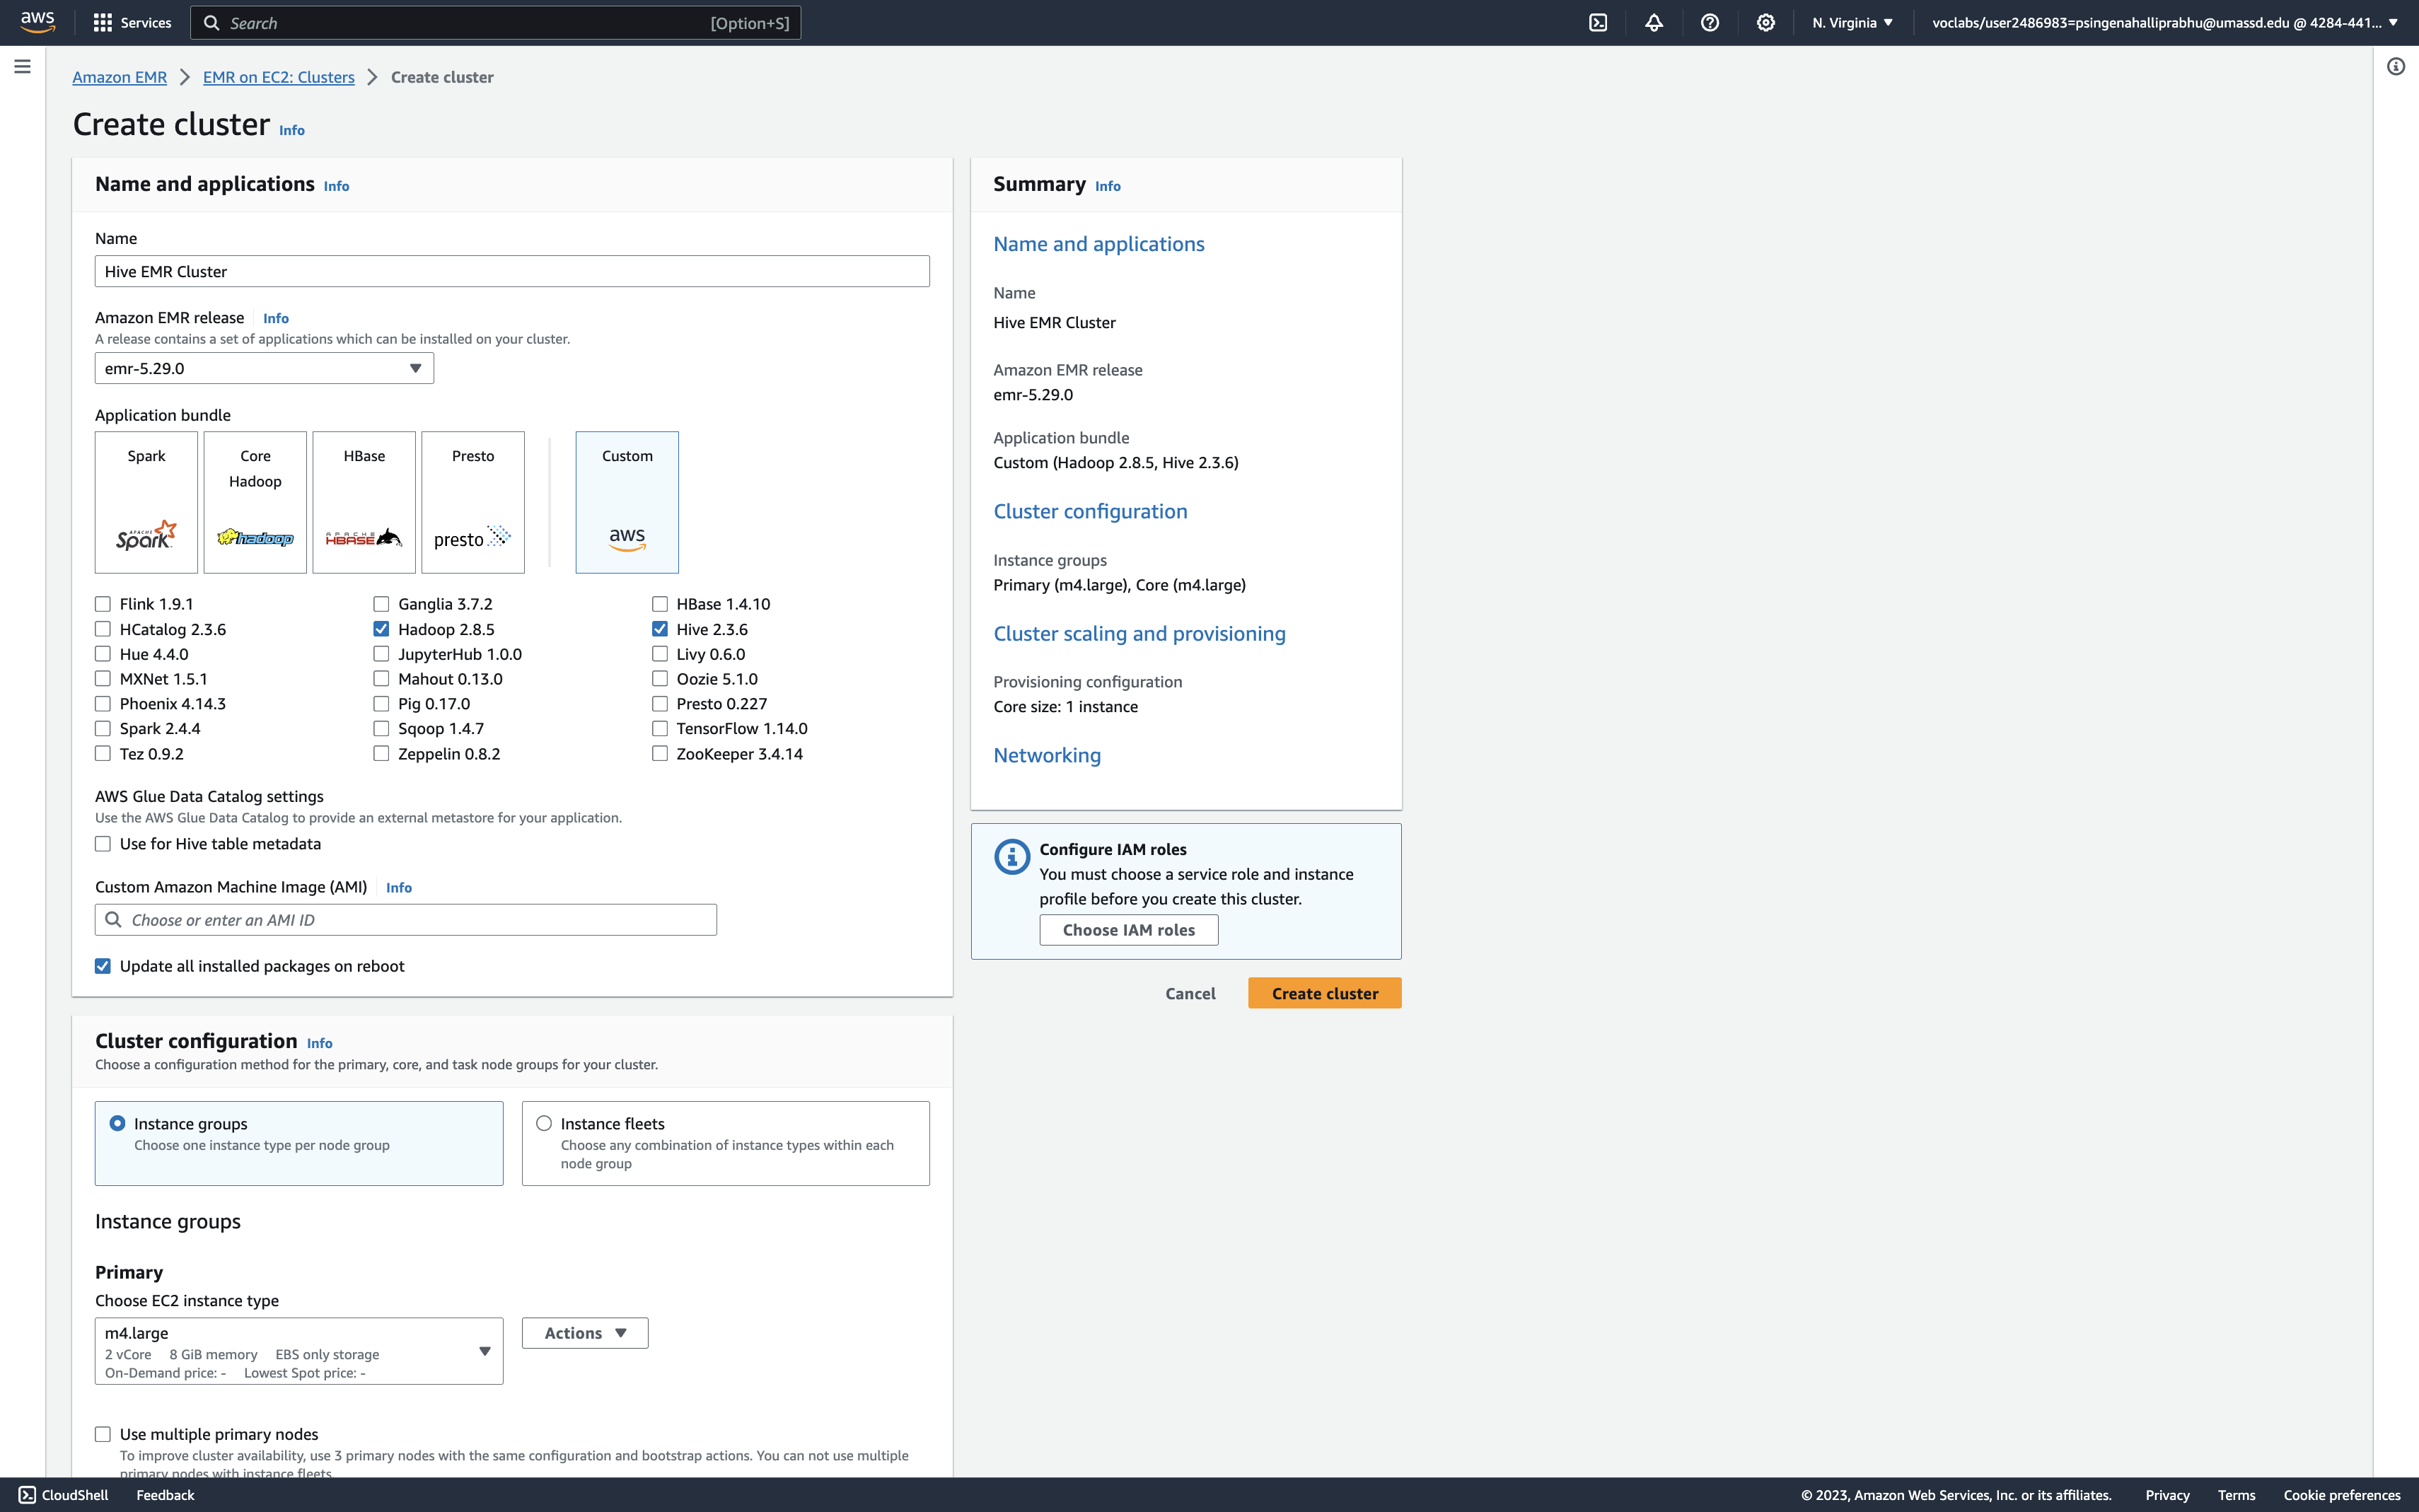 aws
Services
Search
[Option+S]
N. Virginia
voclabs/user2486983=psingenahalliprabhu@umassd.edu @ 4284-441...
Amazon EMR
EMR on EC2: Clusters
Create cluster
Create cluster Info
Name and applications Info
Name
Hive EMR Cluster
Amazon EMR release Info
A release contains a set of applications which can be installed on your cluster.
emr-5.29.0
Application bundle
Spark
APACHE Spark
Core Hadoop
hadoop
HBase
APACHE HBASE
Presto
presto
Custom
aws
Flink 1.9.1
Ganglia 3.7.2
HBase 1.4.10
HCatalog 2.3.6
Hadoop 2.8.5
Hive 2.3.6
Hue 4.4.0
JupyterHub 1.0.0
Livy 0.6.0
MXNet 1.5.1
Mahout 0.13.0
Oozie 5.1.0
Phoenix 4.14.3
Pig 0.17.0
Presto 0.227
Spark 2.4.4
Sqoop 1.4.7
TensorFlow 1.14.0
Tez 0.9.2
Zeppelin 0.8.2
ZooKeeper 3.4.14
AWS Glue Data Catalog settings
Use the AWS Glue Data Catalog to provide an external metastore for your application.
Use for Hive table metadata
Custom Amazon Machine Image (AMI) Info
Choose or enter an AMI ID
Update all installed packages on reboot
Cluster configuration Info
Choose a configuration method for the primary, core, and task node groups for your cluster.
Instance groups
Choose one instance type per node group
Instance fleets
Choose any combination of instance types within each
node group
Instance groups
Primary
Choose EC2 instance type
m4.large
2 vCore 8 GiB memory EBS only storage
On-Demand price: - Lowest Spot price: -
Actions
Use multiple primary nodes
To improve cluster availability, use 3 primary nodes with the same configuration and bootstrap actions. You can not use multiple
primary nodes with instance fleets.
Summary Info
Name and applications
Name
Hive EMR Cluster
Amazon EMR release
emr-5.29.0
Application bundle
Custom (Hadoop 2.8.5, Hive 2.3.6)
Cluster configuration
Instance groups
Primary (m4.large), Core (m4.large)
Cluster scaling and provisioning
Provisioning configuration
Core size: 1 instance
Networking
Configure IAM roles
You must choose a service role and instance
profile before you create this cluster.
Choose IAM roles
Cancel
Create cluster
CloudShell
Feedback
© 2023, Amazon Web Services, Inc. or its affiliates.
Privacy
Terms
Cookie preferences